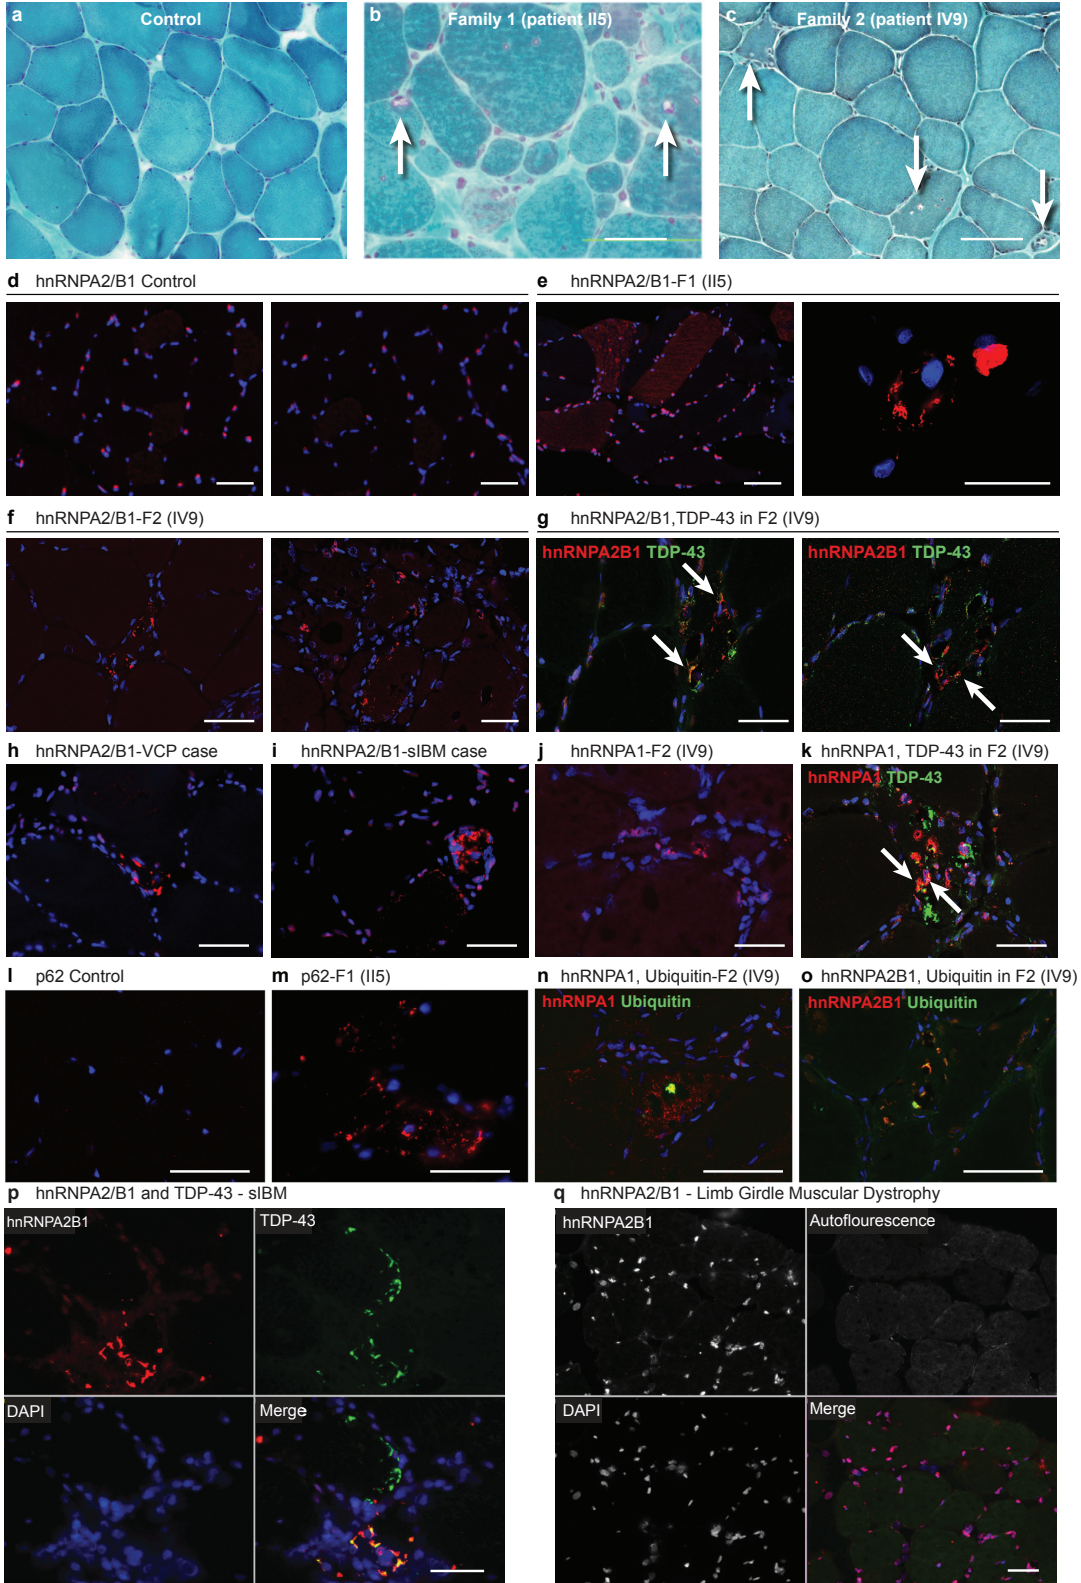 a Control
b Family 1 (patient II5)
c Family 2 (patient IV9)
d hnRNPA2/B1 Control
e hnRNPA2/B1-F1 (II5)
f hnRNPA2/B1-F2 (IV9)
g hnRNPA2/B1,TDP-43 in F2 (IV9)
hnRNPA2B1 TDP-43
hnRNPA2B1 TDP-43
h hnRNPA2/B1-VCP case
i hnRNPA2/B1-sIBM case
j hnRNPA1-F2 (IV9)
k hnRNPA1, TDP-43 in F2 (IV9)
hnRNPA1 TDP-43
l p62 Control
m p62-F1 (II5)
n hnRNPA1, Ubiquitin-F2 (IV9)
o hnRNPA2B1, Ubiquitin in F2 (IV9)
hnRNPA1 Ubiquitin
hnRNPA2B1 Ubiquitin
p hnRNPA2/B1 and TDP-43 - sIBM
q hnRNPA2/B1 - Limb Girdle Muscular Dystrophy
hnRNPA2B1
TDP-43
hnRNPA2B1
Autoflourescence
DAPI
Merge
DAPI
Merge